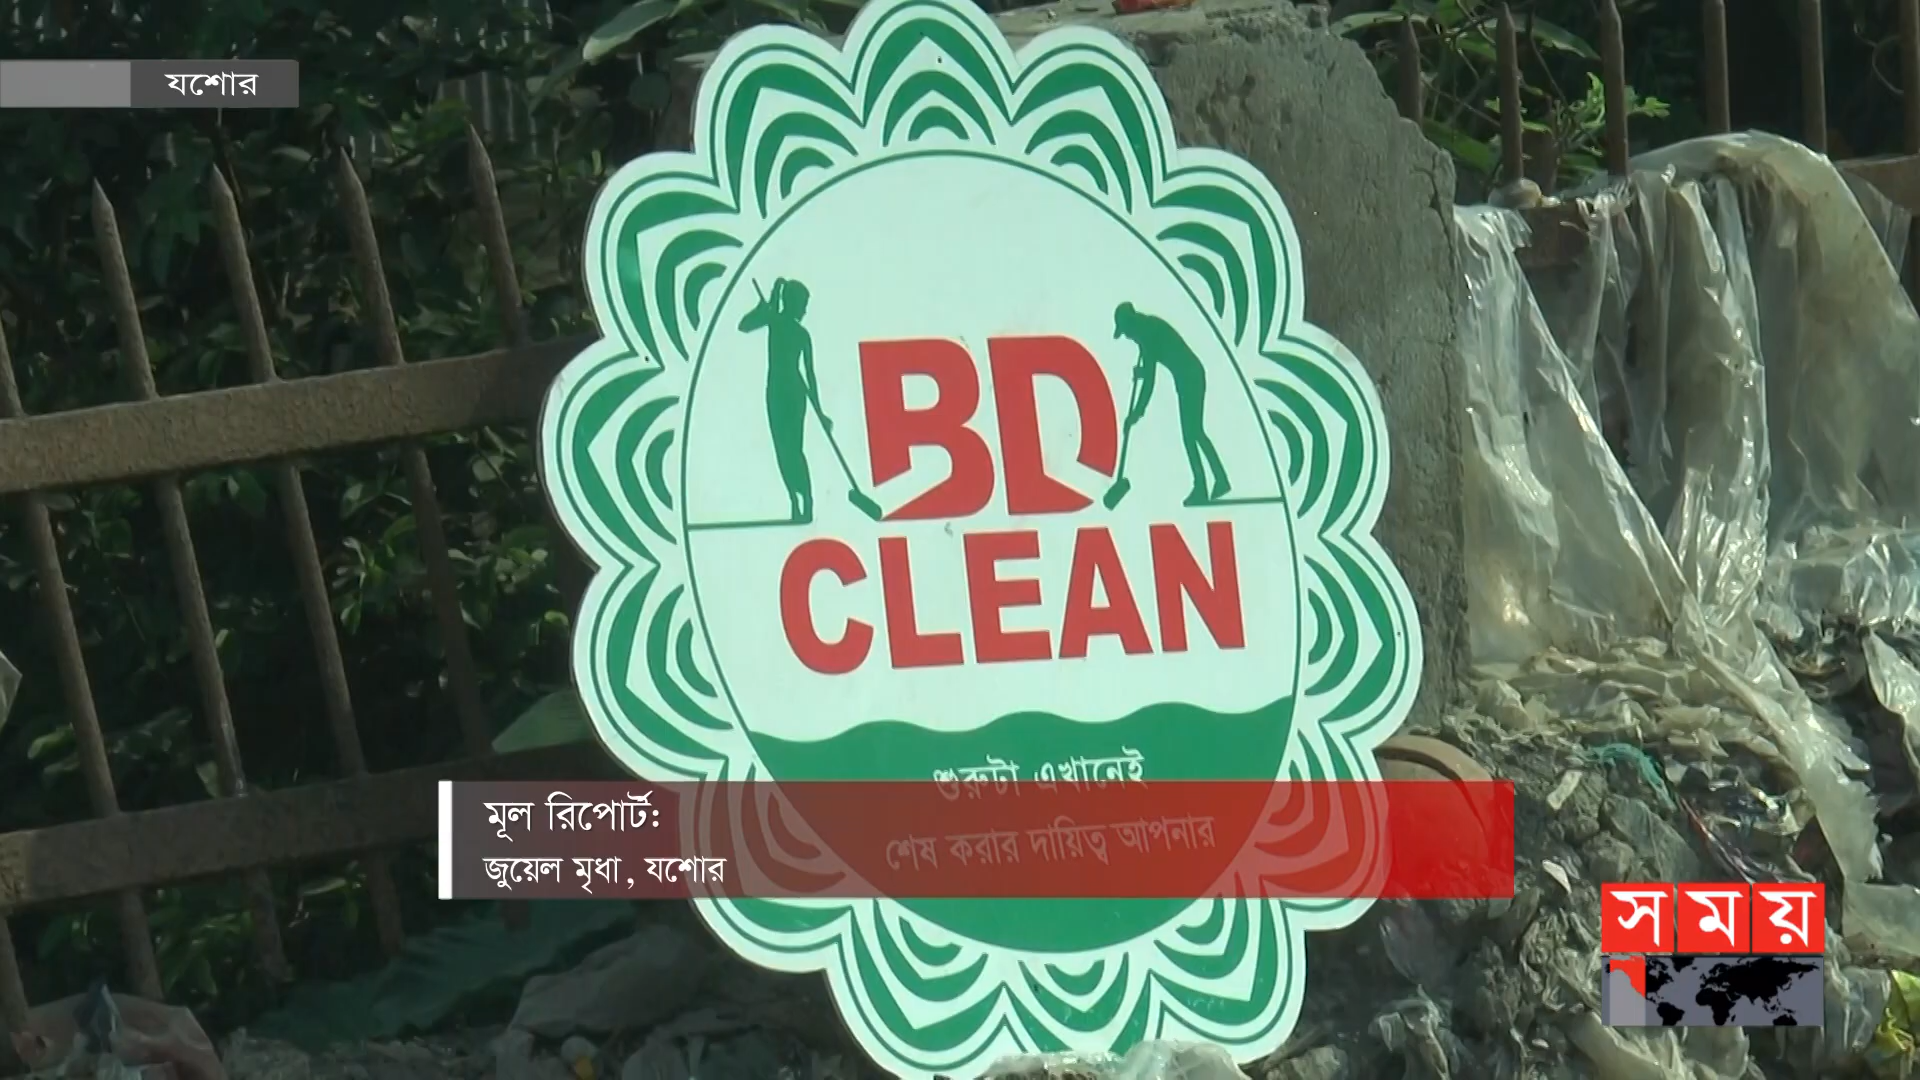 যশোর
BD
CLEAN
শুরুটা এখানেই
শেষ করার দায়িত্ব আপনার
মূল রিপোর্ট:
জুয়েল মৃধা, যশোর
সময়